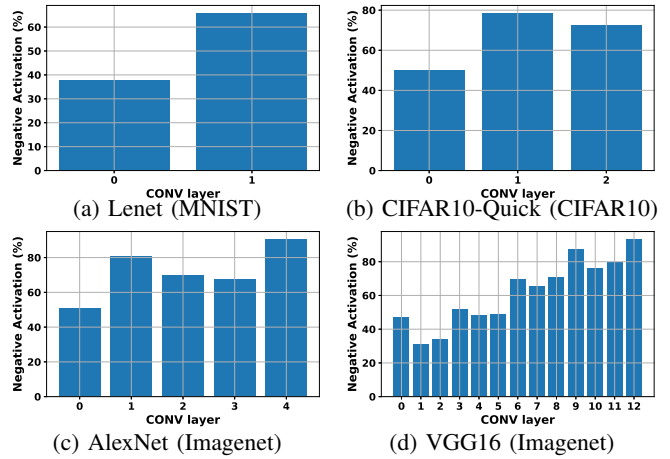 Negative Activation (%)
60
50
40
30
20
10
0
0 1
CONV layer
(a) Lenet (MNIST)
Negative Activation (%)
80
60
40
20
0
0 1 2
CONV layer
(b) CIFAR10-Quick (CIFAR10)
Negative Activation (%)
80
60
40
20
0
0 1 2 3 4
CONV layer
(c) AlexNet (Imagenet)
Negative Activation (%)
80
60
40
20
0
0 1 2 3 4 5 6 7 8 9 10 11 12
CONV layer
(d) VGG16 (Imagenet)